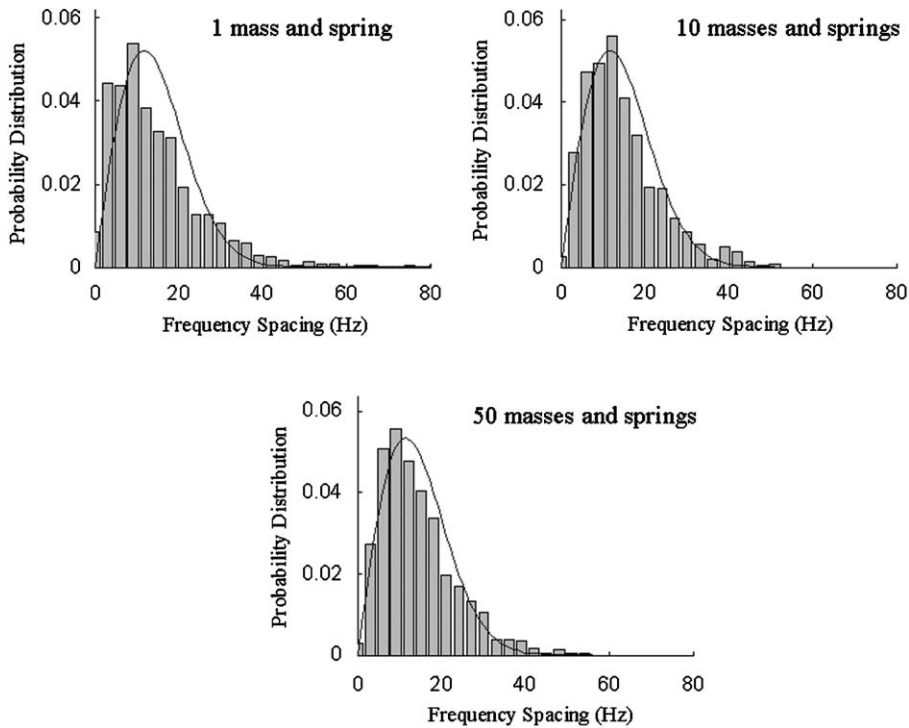 1 mass and spring
0.06
0.04
0.02
0
Probability Distribution
0 20 40 60 80
Frequency Spacing (Hz)
10 masses and springs
0.06
0.04
0.02
0
Probability Distribution
0 20 40 60 80
Frequency Spacing (Hz)
50 masses and springs
0.06
0.04
0.02
0
Probability Distribution
0 20 40 60 80
Frequency Spacing (Hz)